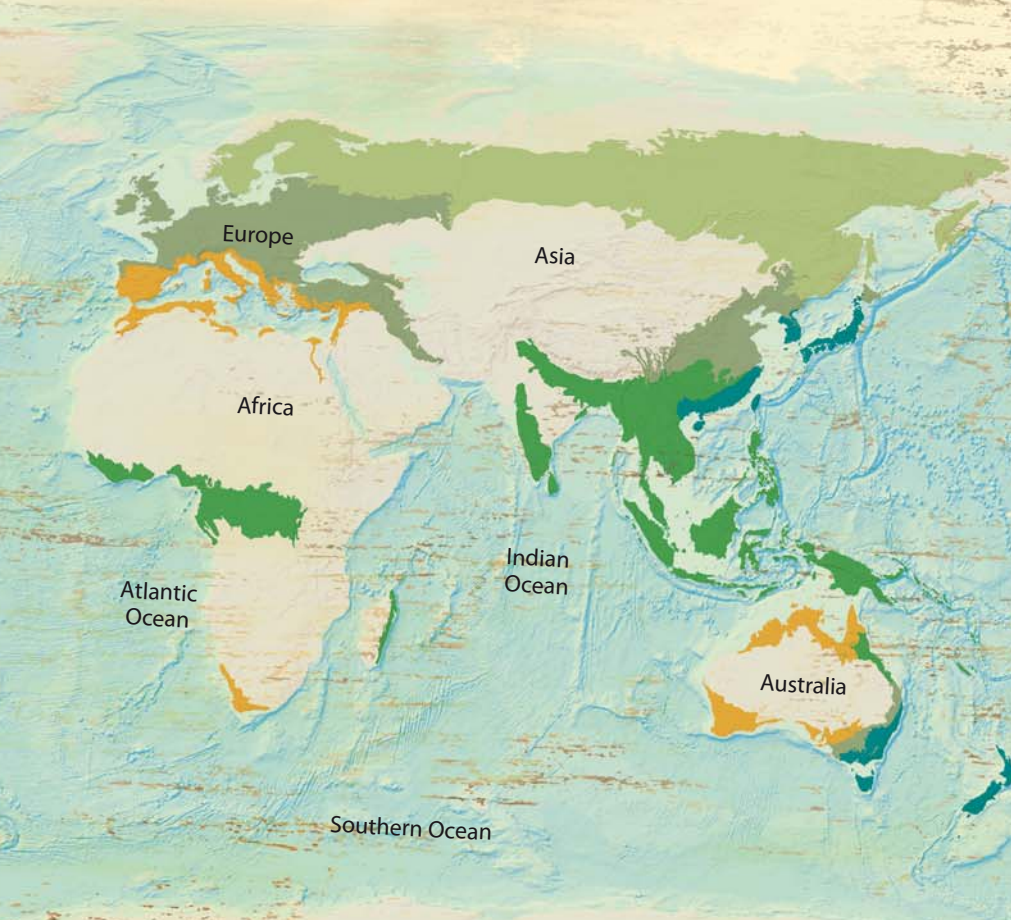 Europe
Asia
Africa
Indian
Ocean
Atlantic
Ocean
Australia
Southern Ocean